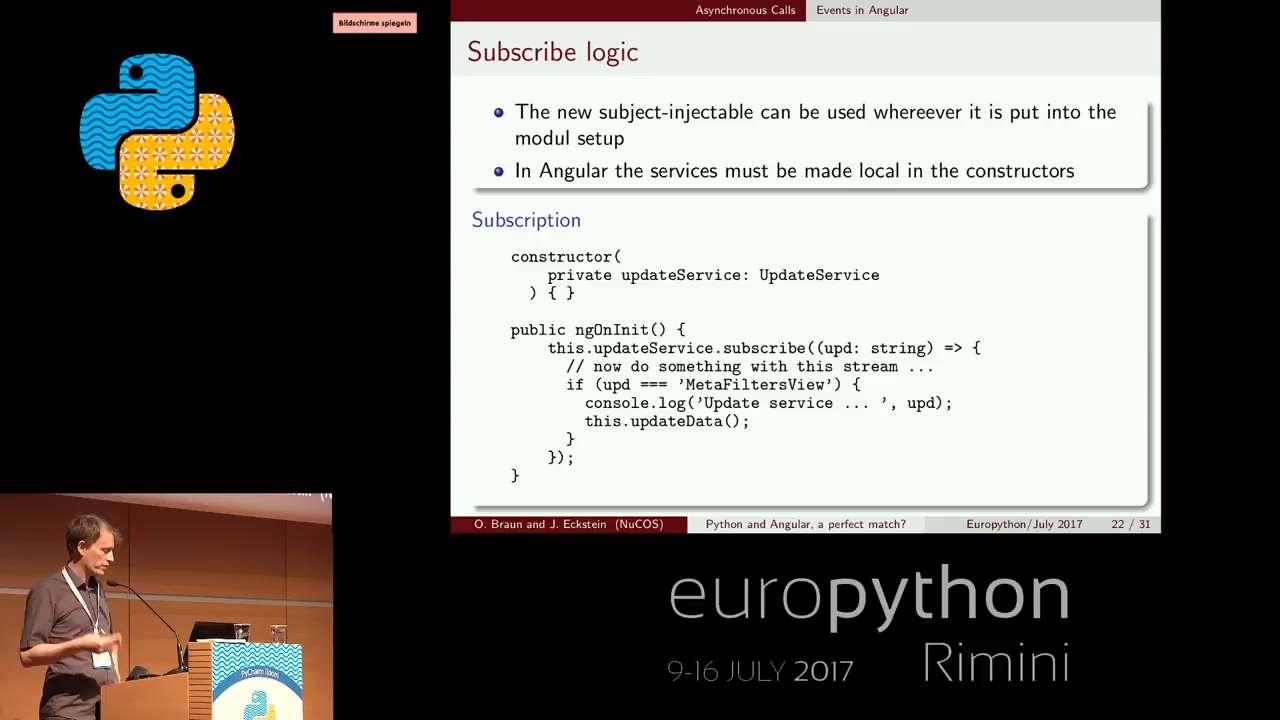 Bildschirme spiegeln
Asynchronous Calls
Events in Angular
Subscribe logic
The new subject-injectable can be used whereever it is put into the
modul setup
In Angular the services must be made local in the constructors
Subscription
constructor(
private updateService: UpdateService
) { }
public ngOnInit() {
this.updateService.subscribe((upd: string) => {
// now do something with this stream ...
if (upd === 'MetaFiltersView') {
console.log('Update service ... ', upd);
this.updateData();
}
});
}
O. Braun and J. Eckstein (NuCOS)
Python and Angular, a perfect match?
Europython/July 2017
22 / 31
europython
9-16 JULY 2017
Rimini
PyCharm Room